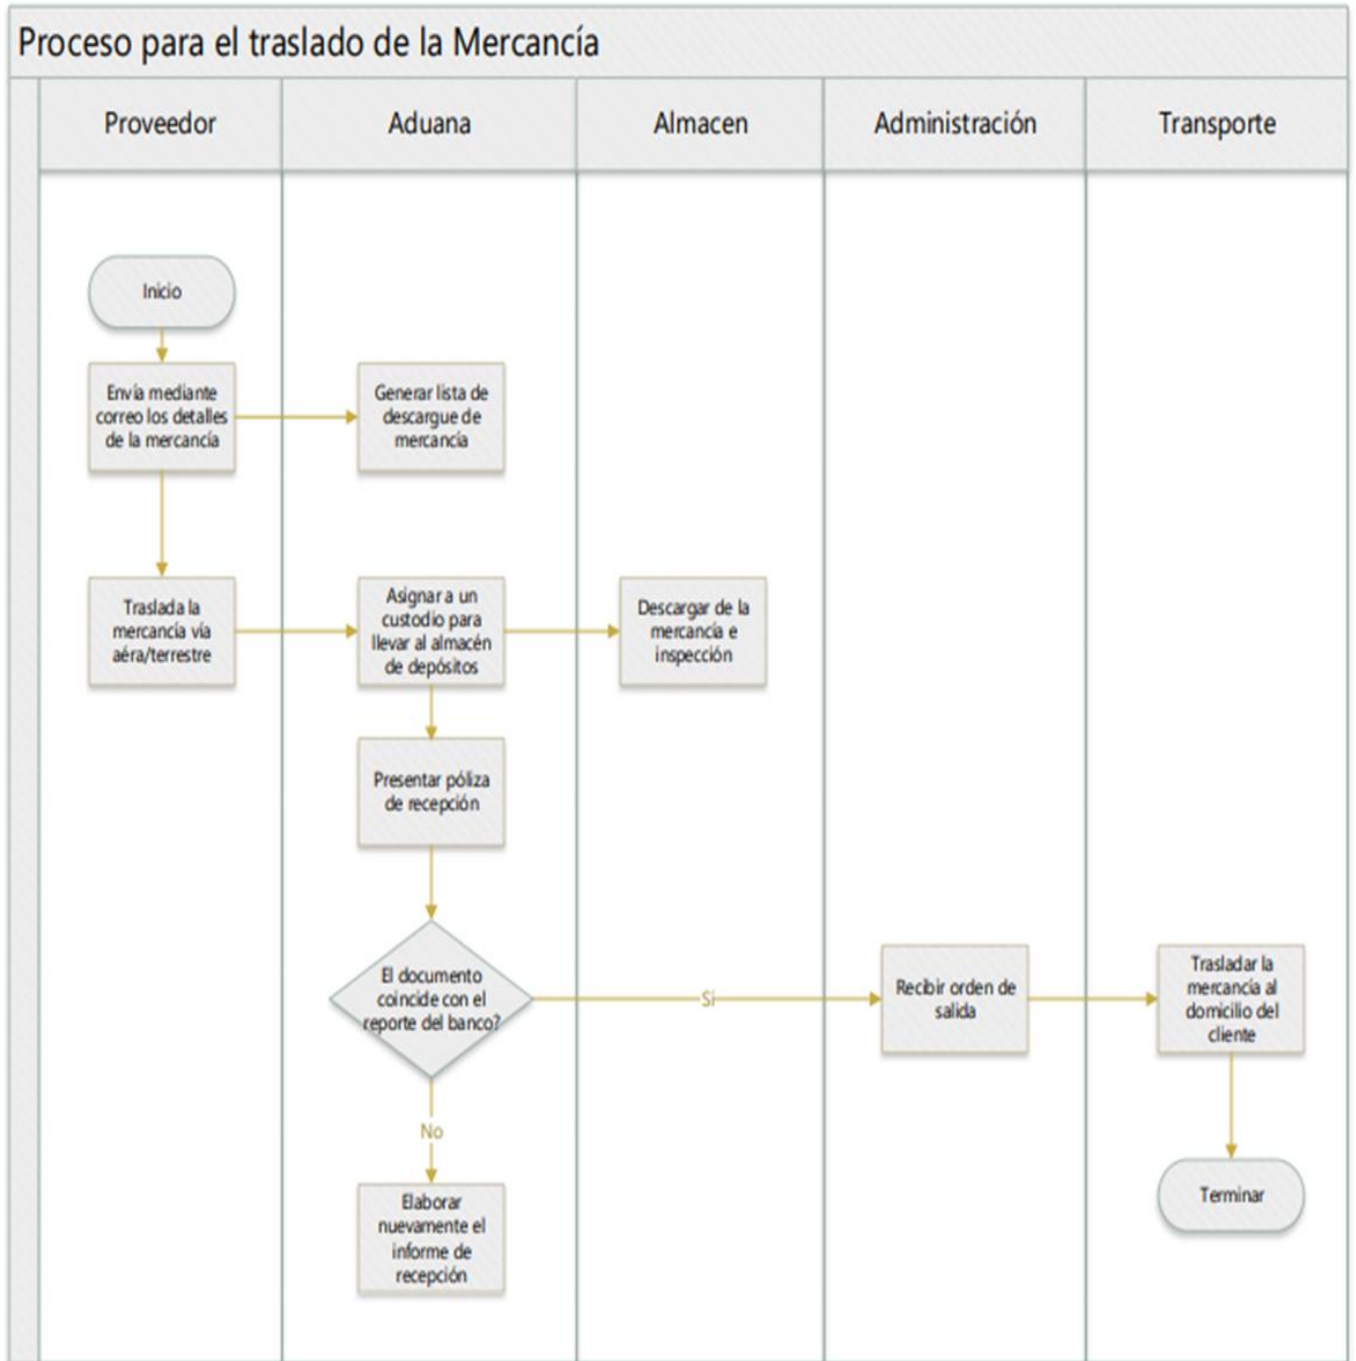 Proceso para el traslado de la Mercancía
Proveedor
Aduana
Almacen
Administración
Transporte
Inicio
Envía mediante
correo los detalles
de la mercancía
Generar lista de
descargue de
mercancía
Traslada la
mercancía vía
aéra/terrestre
Asignar a un
custodio para
llevar al almacén
de depósitos
Descargar de la
mercancía e
inspección
Presentar póliza
de recepción
El documento
coincide con el
reporte del banco?
Sí
Recibir orden de
salida
Trasladar la
mercancía al
domicilio del
cliente
No
Elaborar
nuevamente el
informe de
recepción
Terminar